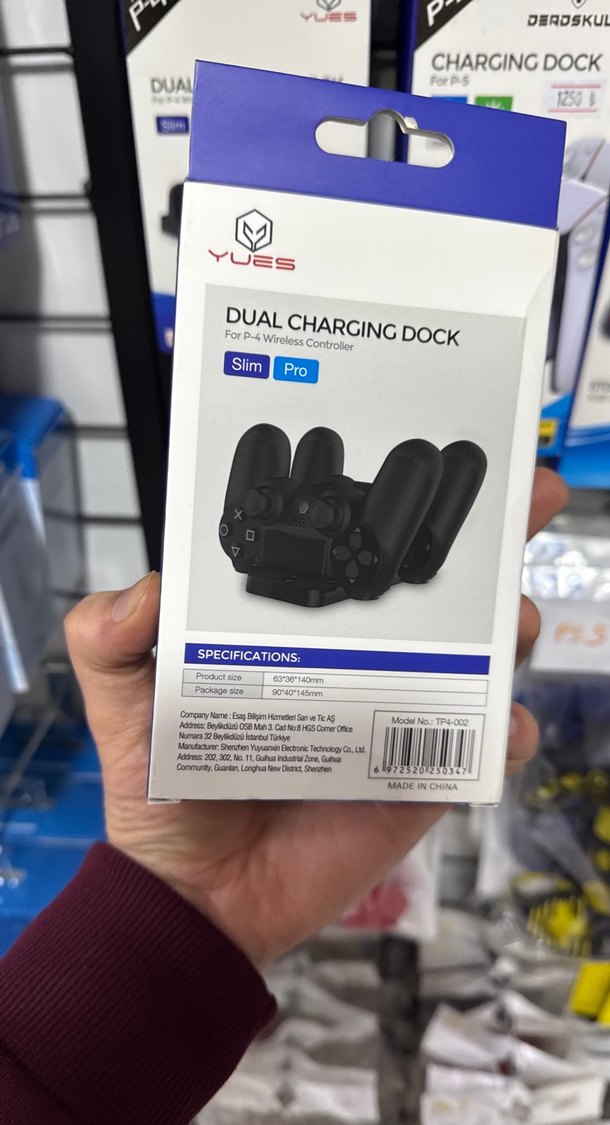 YUES
DEADSKUL
CHARGING DOCK
For P-5
1250 ₺
DUAL
Slim
YUES
DUAL CHARGING DOCK
For P-4 Wireless Controller
Slim
Pro
SPECIFICATIONS:
Product size 63*36*140mm
Package size 90*40*145mm
Company Name : Esaş Bilişim Hizmetleri San ve Tic AŞ
Address: Beylikdüzü OSB Mah 3. Cad No:8 HGS Corner Office
Numara 32 Beylikdüzü İstanbul Türkiye
Manufacturer: Shenzhen Yuyuanxin Electronic Technology Co., Ltd.
Address: 202, 302, No. 11, Guihua Industrial Zone, Guihua
Community, Guanlan, Longhua New District, Shenzhen
Model No.: TP4-002
6 972520 250347
MADE IN CHINA